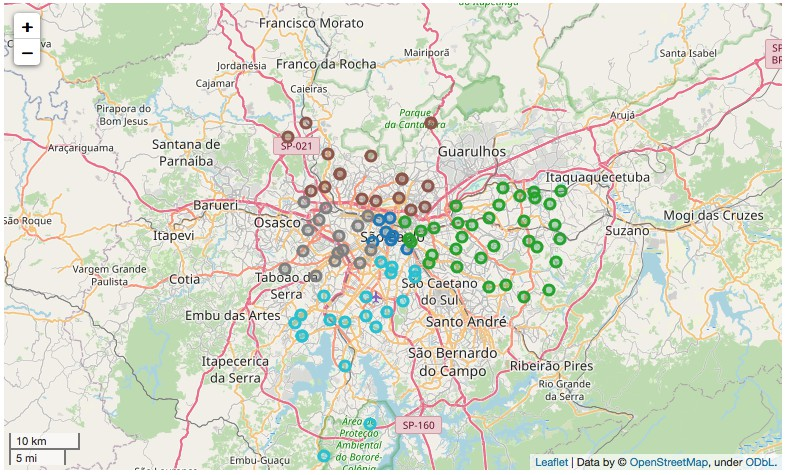 do Itapetinga
Francisco Morato
+
−
SP-
BR
Mairiporã
Santa Isabel
Jordanésia
Franco da Rocha
Cajamar
Caieiras
Pirapora do
Bom Jesus
Parque
da Cantareira
Arujá
SP-021
Araçariguama
Santana de
Parnaíba
Guarulhos
Itaquaquecetuba
Barueri
Mogi das Cruzes
São Roque
Osasco
Itapevi
São Paulo
Suzano
Vargem Grande
Paulista
Cotia
Taboão da
Serra
São Caetano
do Sul
Embu das Artes
Santo André
Itapecerica
da Serra
São Bernardo
do Campo
Ribeirão Pires
Rio Grande
da Serra
Área
Proteção
Ambiental
do Bororé-
Colônia
SP-160
10 km
5 mi
Embu-Guaçu
Leaflet | Data by © OpenStreetMap, under ODbL.